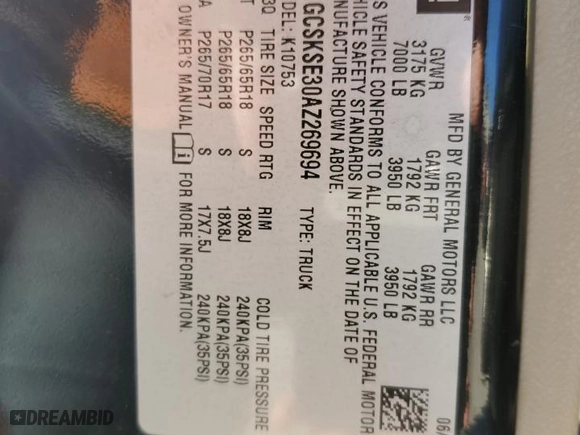 MFD BY GENERAL MOTORS LLC 06/
GVWR GAWR FRT GAWR RR
3175 KG 1792 KG 1792 KG
7000 LB 3950 LB 3950 LB
S VEHICLE CONFORMS TO ALL APPLICABLE U.S. FEDERAL MOTOR
HICLE SAFETY STANDARDS IN EFFECT ON THE DATE OF
NUFACTURE SHOWN ABOVE.
GCSKSE30AZ269694 TYPE: TRUCK
DEL: K10753
3Q TIRE SIZE SPEED RTG RIM COLD TIRE PRESSURE
T P265/65R18 S 18X8J 240KPA(35PSI)
P265/65R18 S 18X8J 240KPA(35PSI)
A P265/70R17 S 17X7.5J 240KPA(35PSI)
OWNER'S MANUAL FOR MORE INFORMATION.
DREAMBID